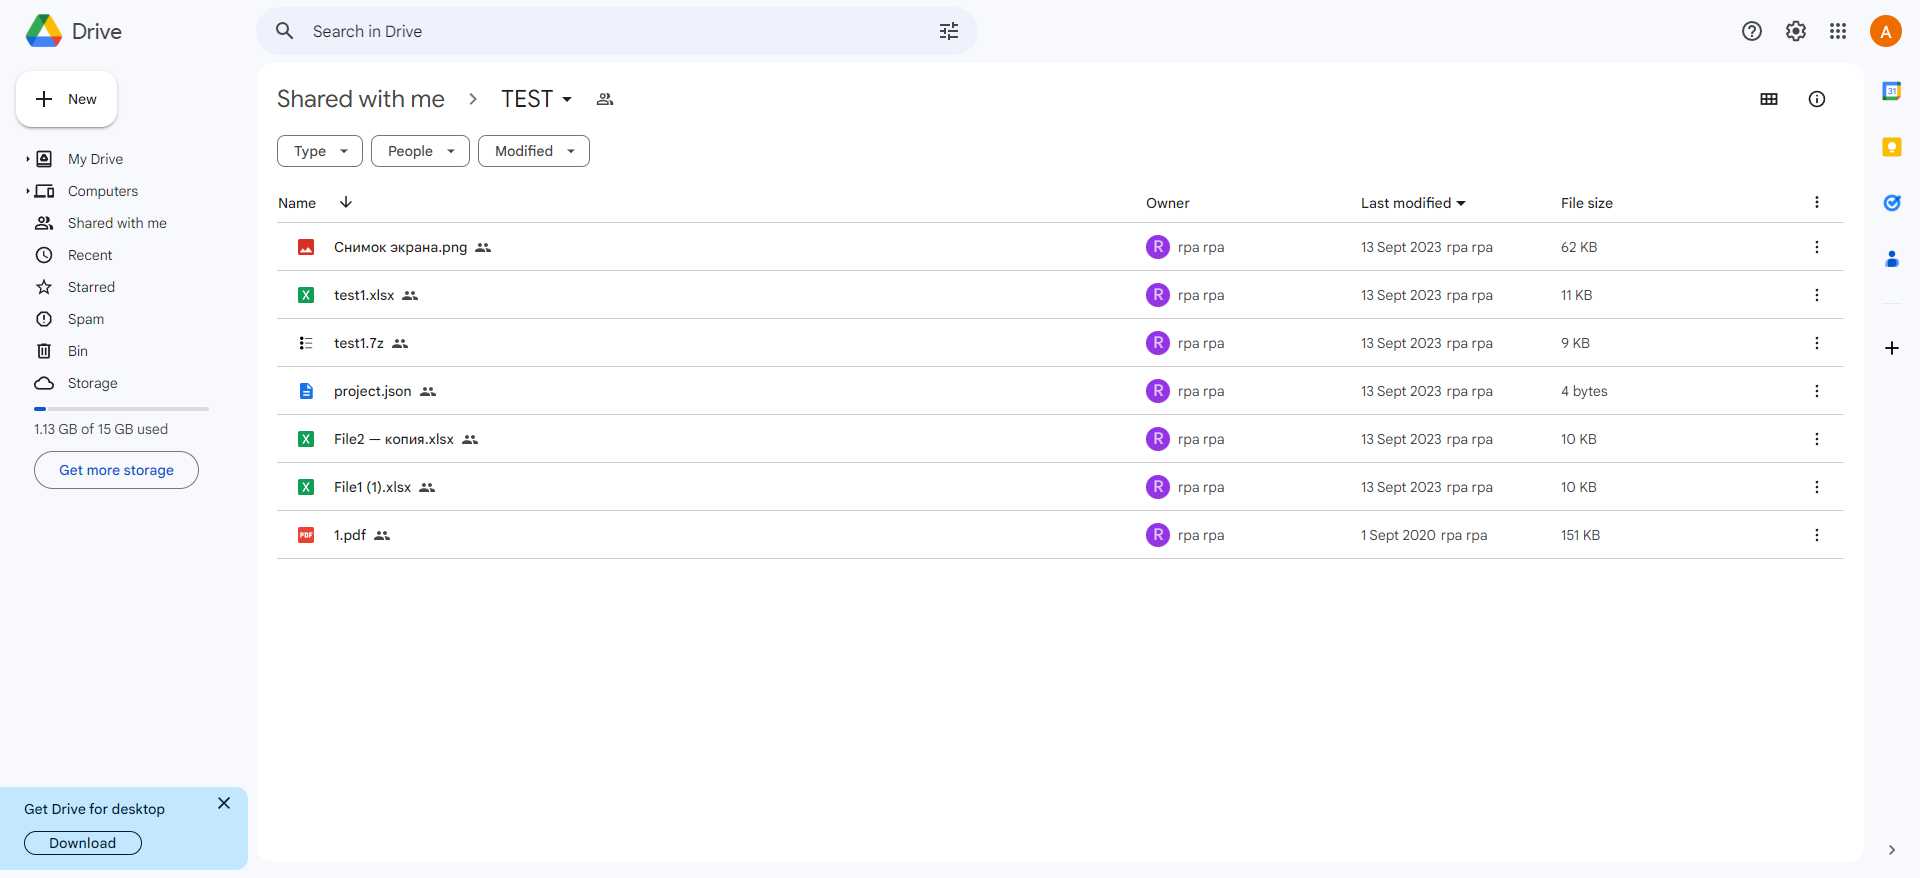 Drive
Search in Drive
A
New
My Drive
Computers
Shared with me
Recent
Starred
Spam
Bin
Storage
1.13 GB of 15 GB used
Get more storage
Get Drive for desktop
Download
Shared with me TEST
Type People Modified
Name Owner Last modified File size
Снимок экрана.png R rpa rpa 13 Sept 2023 rpa rpa 62 KB
X test1.xlsx R rpa rpa 13 Sept 2023 rpa rpa 11 KB
test1.7z R rpa rpa 13 Sept 2023 rpa rpa 9 KB
project.json R rpa rpa 13 Sept 2023 rpa rpa 4 bytes
X File2 — копия.xlsx R rpa rpa 13 Sept 2023 rpa rpa 10 KB
X File1 (1).xlsx R rpa rpa 13 Sept 2023 rpa rpa 10 KB
PDF 1.pdf R rpa rpa 1 Sept 2020 rpa rpa 151 KB
31